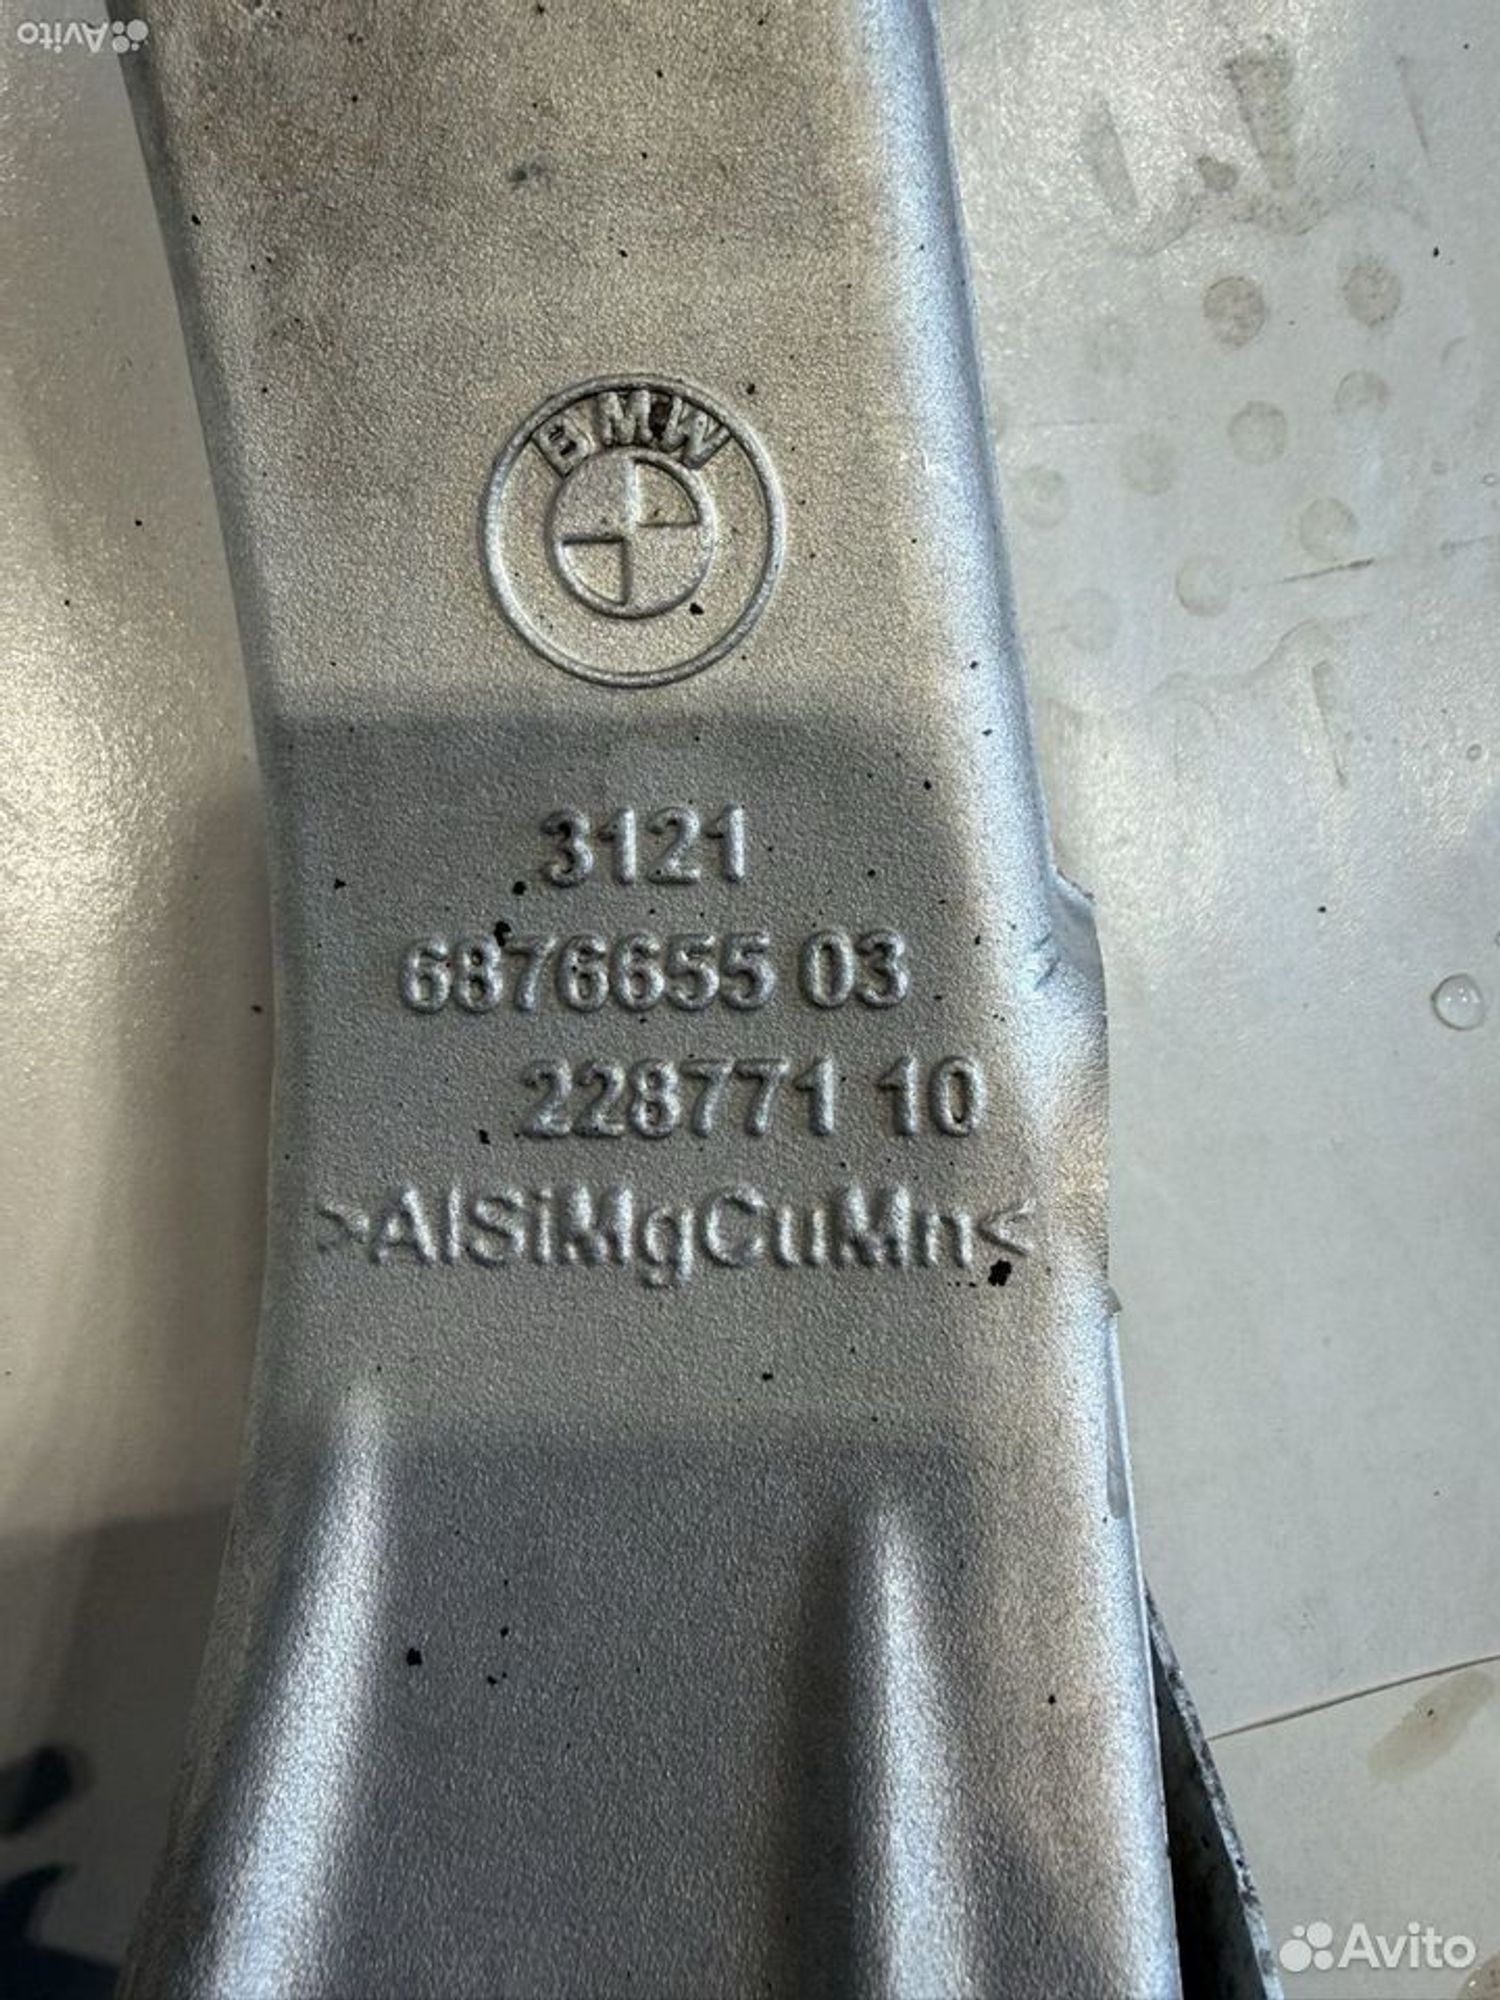 Avito
BMW
3121
6876655 03
228771 10
>AlSiMgCuMn<
Avito